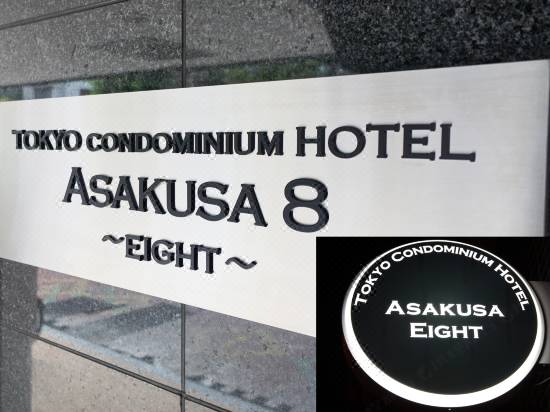 TOKYO CONDOMINIUM HOTEL
ASAKUSA 8
~EIGHT~
TOKYO CONDOMINIUM HOTEL
ASAKUSA
EIGHT